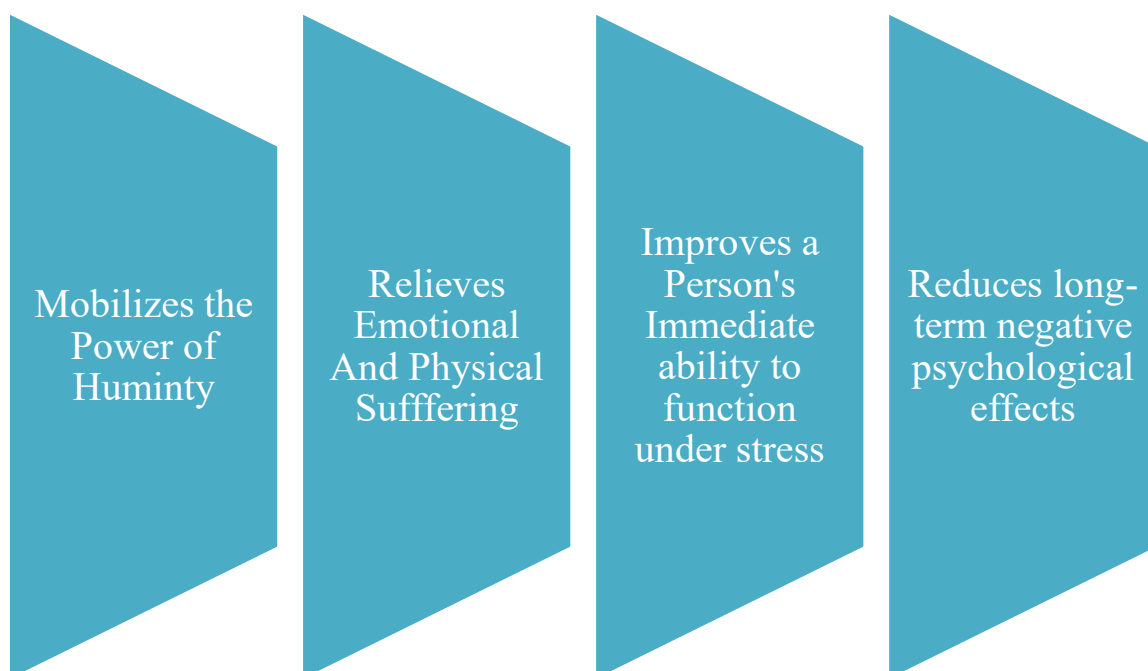 Mobilizes the
Power of
Huminty
Relieves
Emotional
And Physical
Sufffering
Improves a
Person's
Immediate
ability to
function
under stress
Reduces long-
term negative
psychological
effects